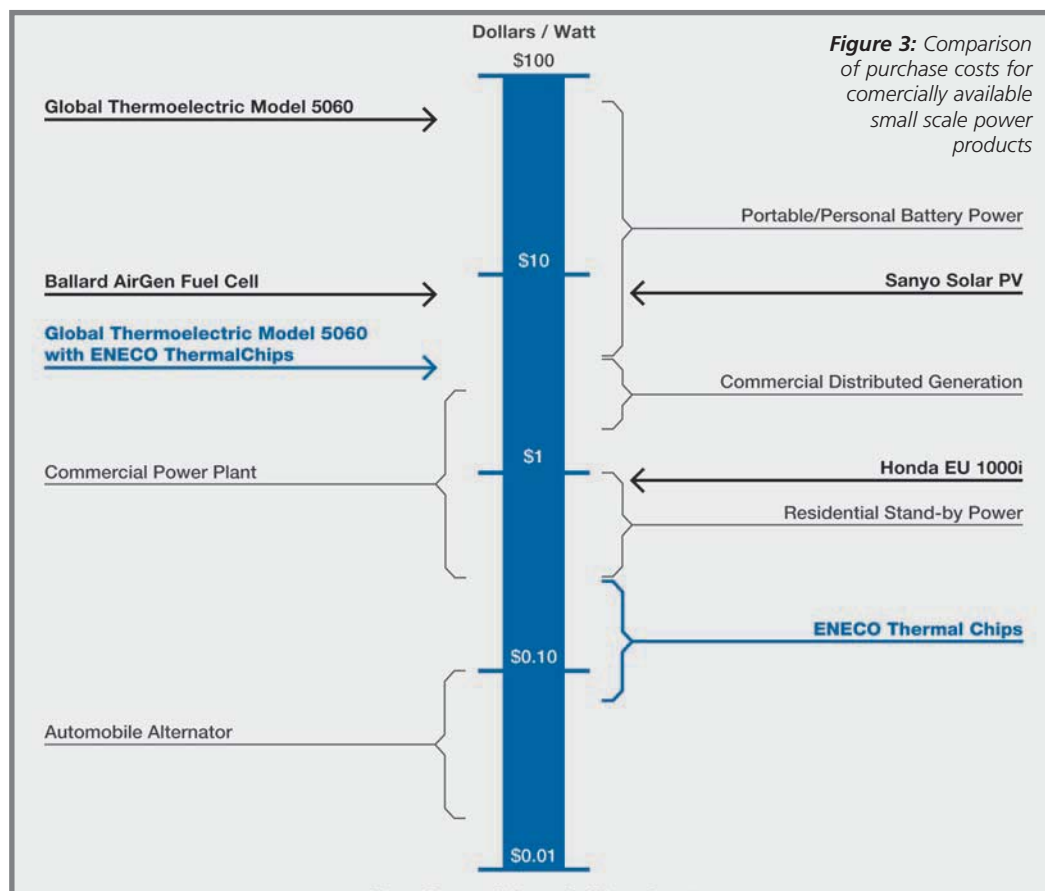 Dollars / Watt
$100
Figure 3: Comparison
of purchase costs for
comercially available
small scale power
products
Global Thermoelectric Model 5060
Portable/Personal Battery Power
$10
Ballard AirGen Fuel Cell
Sanyo Solar PV
Global Thermoelectric Model 5060
with ENECO ThermalChips
Commercial Distributed Generation
$1
Commercial Power Plant
Honda EU 1000i
Residential Stand-by Power
ENECO Thermal Chips
$0.10
Automobile Alternator
$0.01